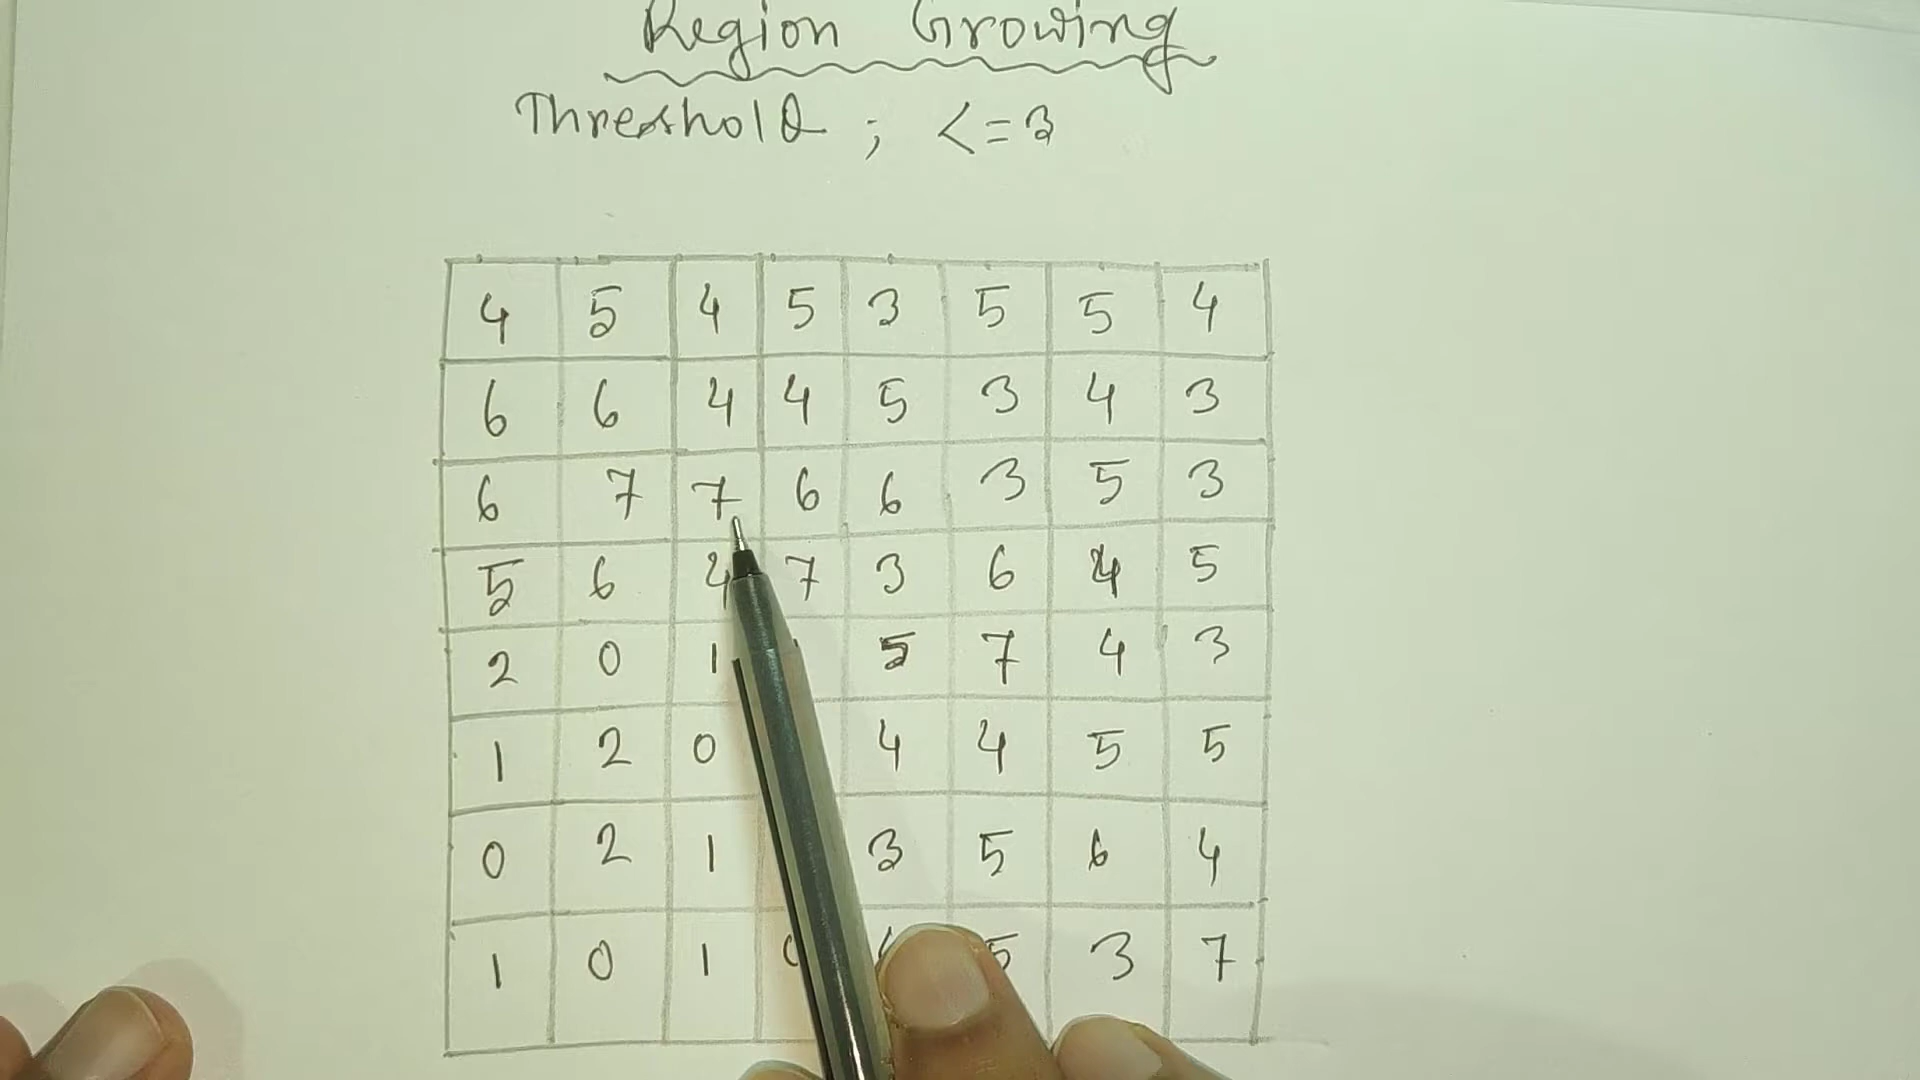 Region Growing
Threshold ; <=3
4 5 4 5 3 5 5 4
6 6 4 4 5 3 4 3
6 7 7 6 6 3 5 3
5 6 4 7 3 6 4 5
2 0 1 5 7 4 3
1 2 0 4 4 5 5
0 2 1 3 5 6 4
1 0 1 5 3 7